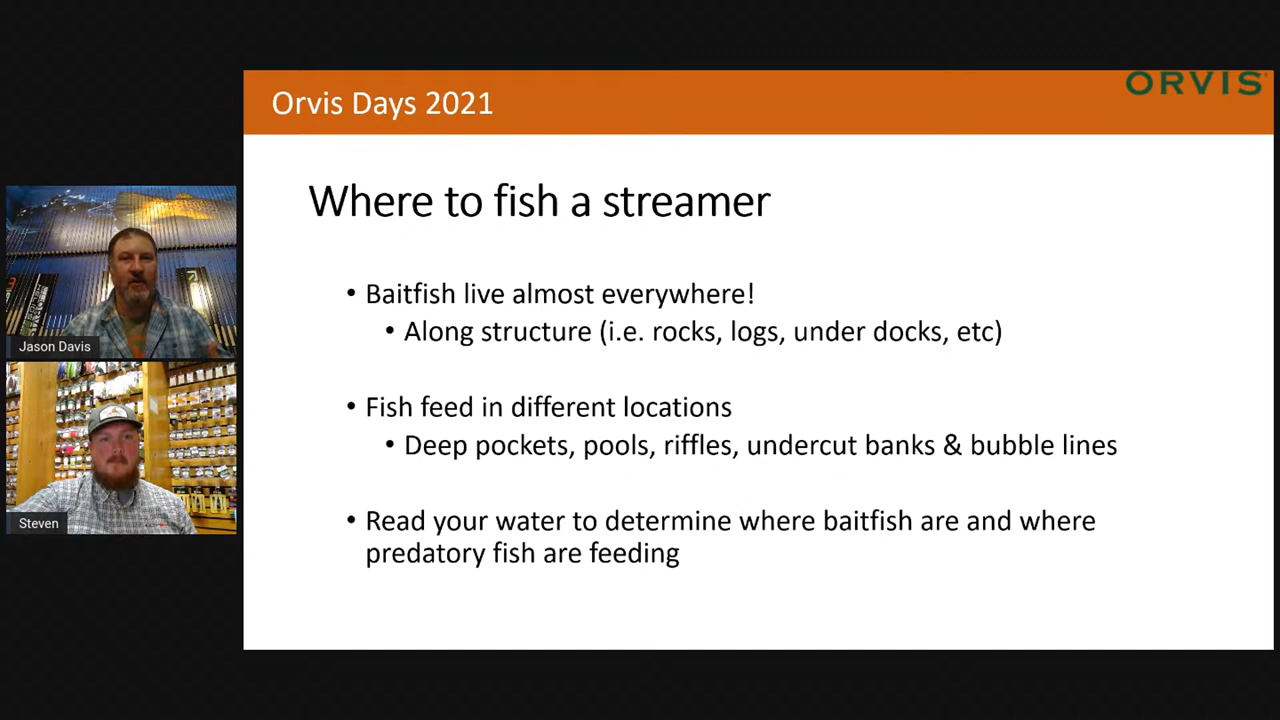 Orvis Days 2021
ORVIS
Where to fish a streamer
• Baitfish live almost everywhere!
• Along structure (i.e. rocks, logs, under docks, etc)
• Fish feed in different locations
• Deep pockets, pools, riffles, undercut banks & bubble lines
• Read your water to determine where baitfish are and where
predatory fish are feeding
Jason Davis
Steven